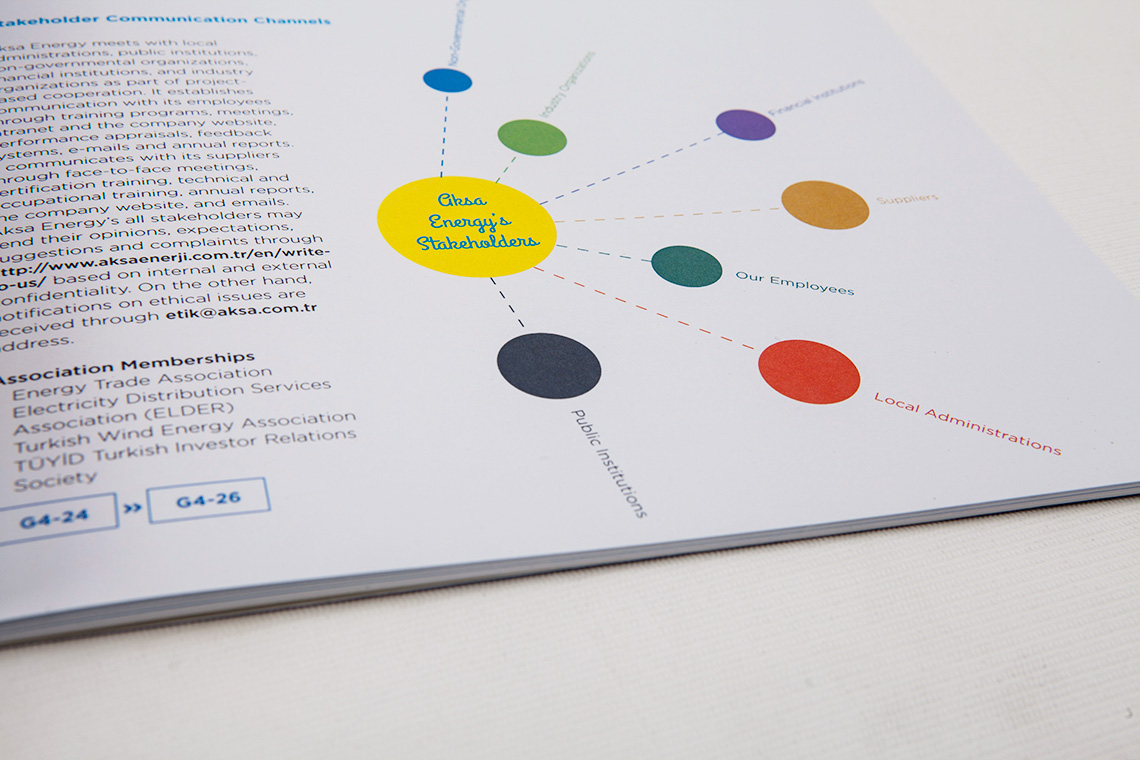 takeholder Communication Channels
ksa Energy meets with local
dministrations, public institutions,
on-governmental organizations,
nancial institutions, and industry
rganizations as part of project-
ased cooperation. It establishes
ommunication with its employees
hrough training programs, meetings,
ntranet and the company website,
erformance appraisals, feedback
ystems, e-mails and annual reports.
communicates with its suppliers
hrough face-to-face meetings,
ertification training, technical and
ccupational training, annual reports,
he company website, and emails.
Aksa Energy's all stakeholders may
end their opinions, expectations,
uggestions and complaints through
ttp://www.aksaenerji.com.tr/en/write-
o-us/ based on internal and external
onfidentiality. On the other hand,
notifications on ethical issues are
eceived through etik@aksa.com.tr
ddress.
Association Memberships
Energy Trade Association
Electricity Distribution Services
Association (ELDER)
Turkish Wind Energy Association
TÜYİD Turkish Investor Relations
Society
G4-24 >> G4-26
Non-Governmental
Industry Organizations
Financial Institutions
Suppliers
Aksa
Energy's
Stakeholders
Our Employees
Local Administrations
Public Institutions